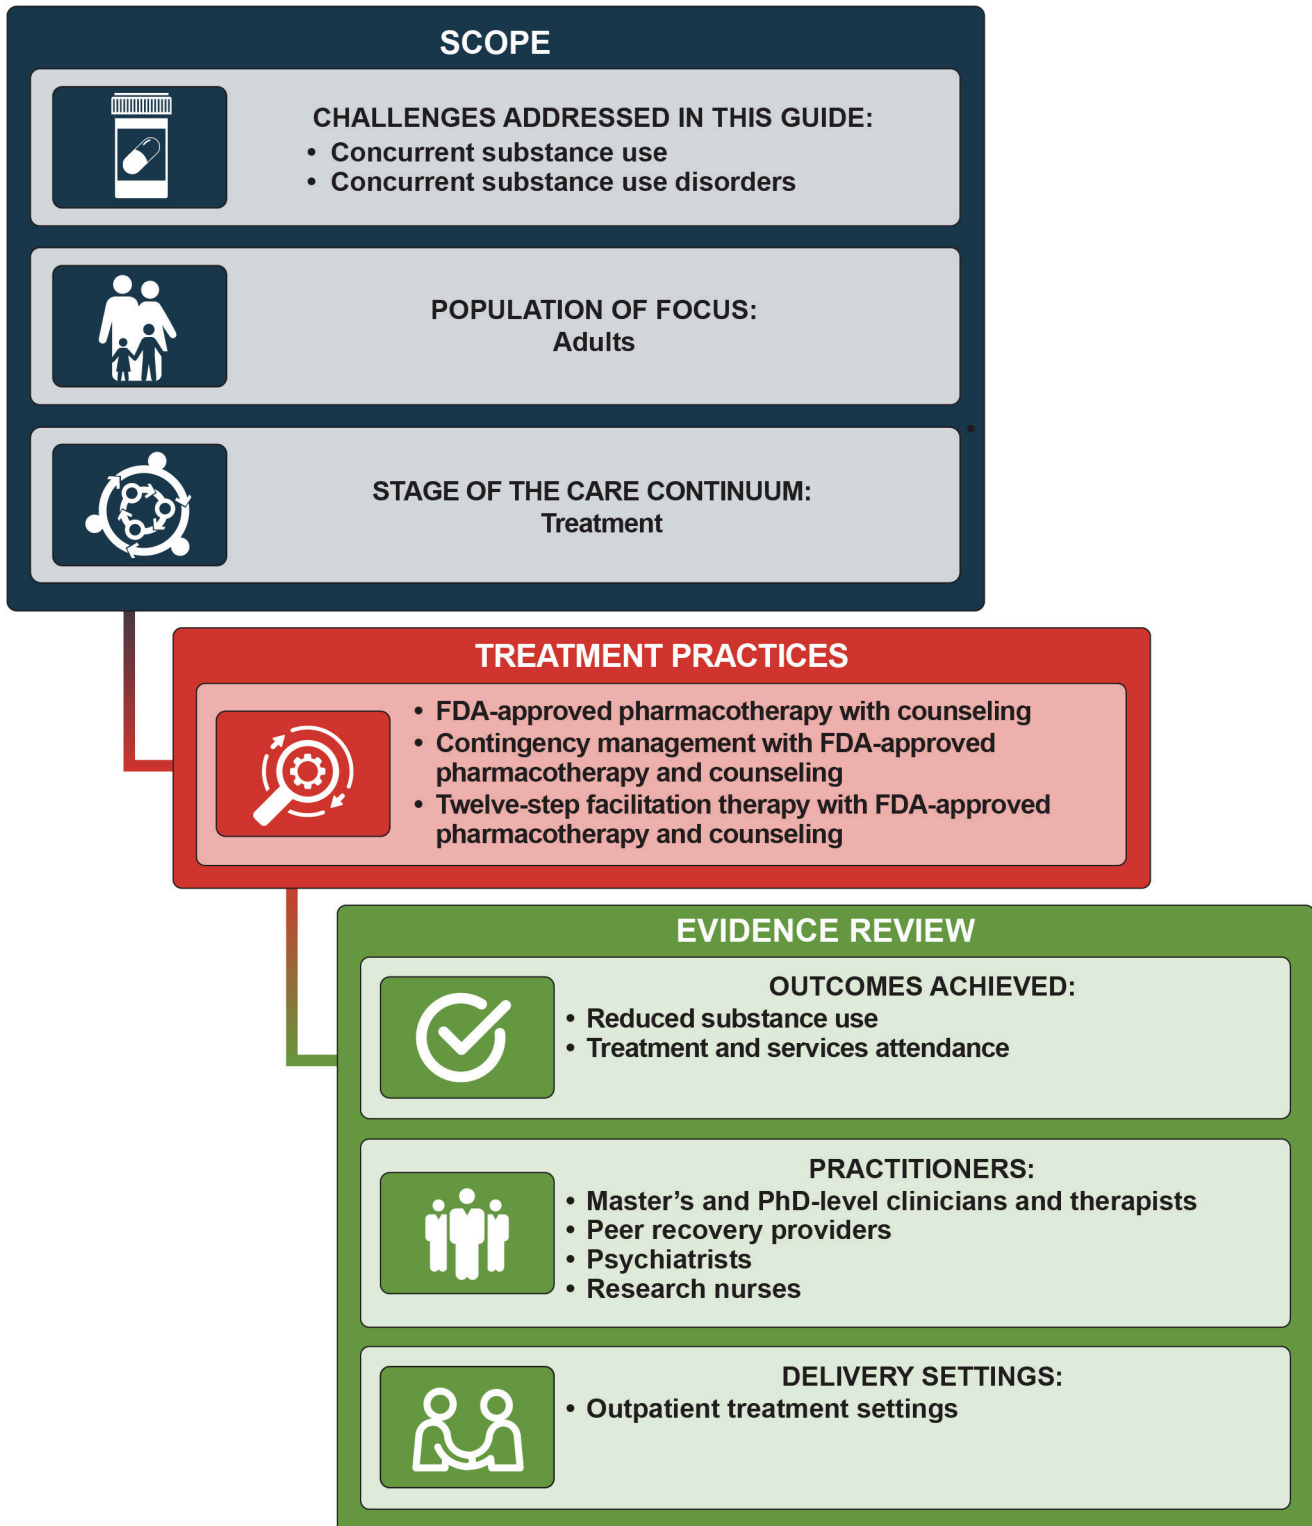 SCOPE
CHALLENGES ADDRESSED IN THIS GUIDE:
• Concurrent substance use
• Concurrent substance use disorders
POPULATION OF FOCUS:
Adults
STAGE OF THE CARE CONTINUUM:
Treatment
TREATMENT PRACTICES
• FDA-approved pharmacotherapy with counseling
• Contingency management with FDA-approved
pharmacotherapy and counseling
• Twelve-step facilitation therapy with FDA-approved
pharmacotherapy and counseling
EVIDENCE REVIEW
OUTCOMES ACHIEVED:
• Reduced substance use
• Treatment and services attendance
PRACTITIONERS:
• Master’s and PhD-level clinicians and therapists
• Peer recovery providers
• Psychiatrists
• Research nurses
DELIVERY SETTINGS:
• Outpatient treatment settings